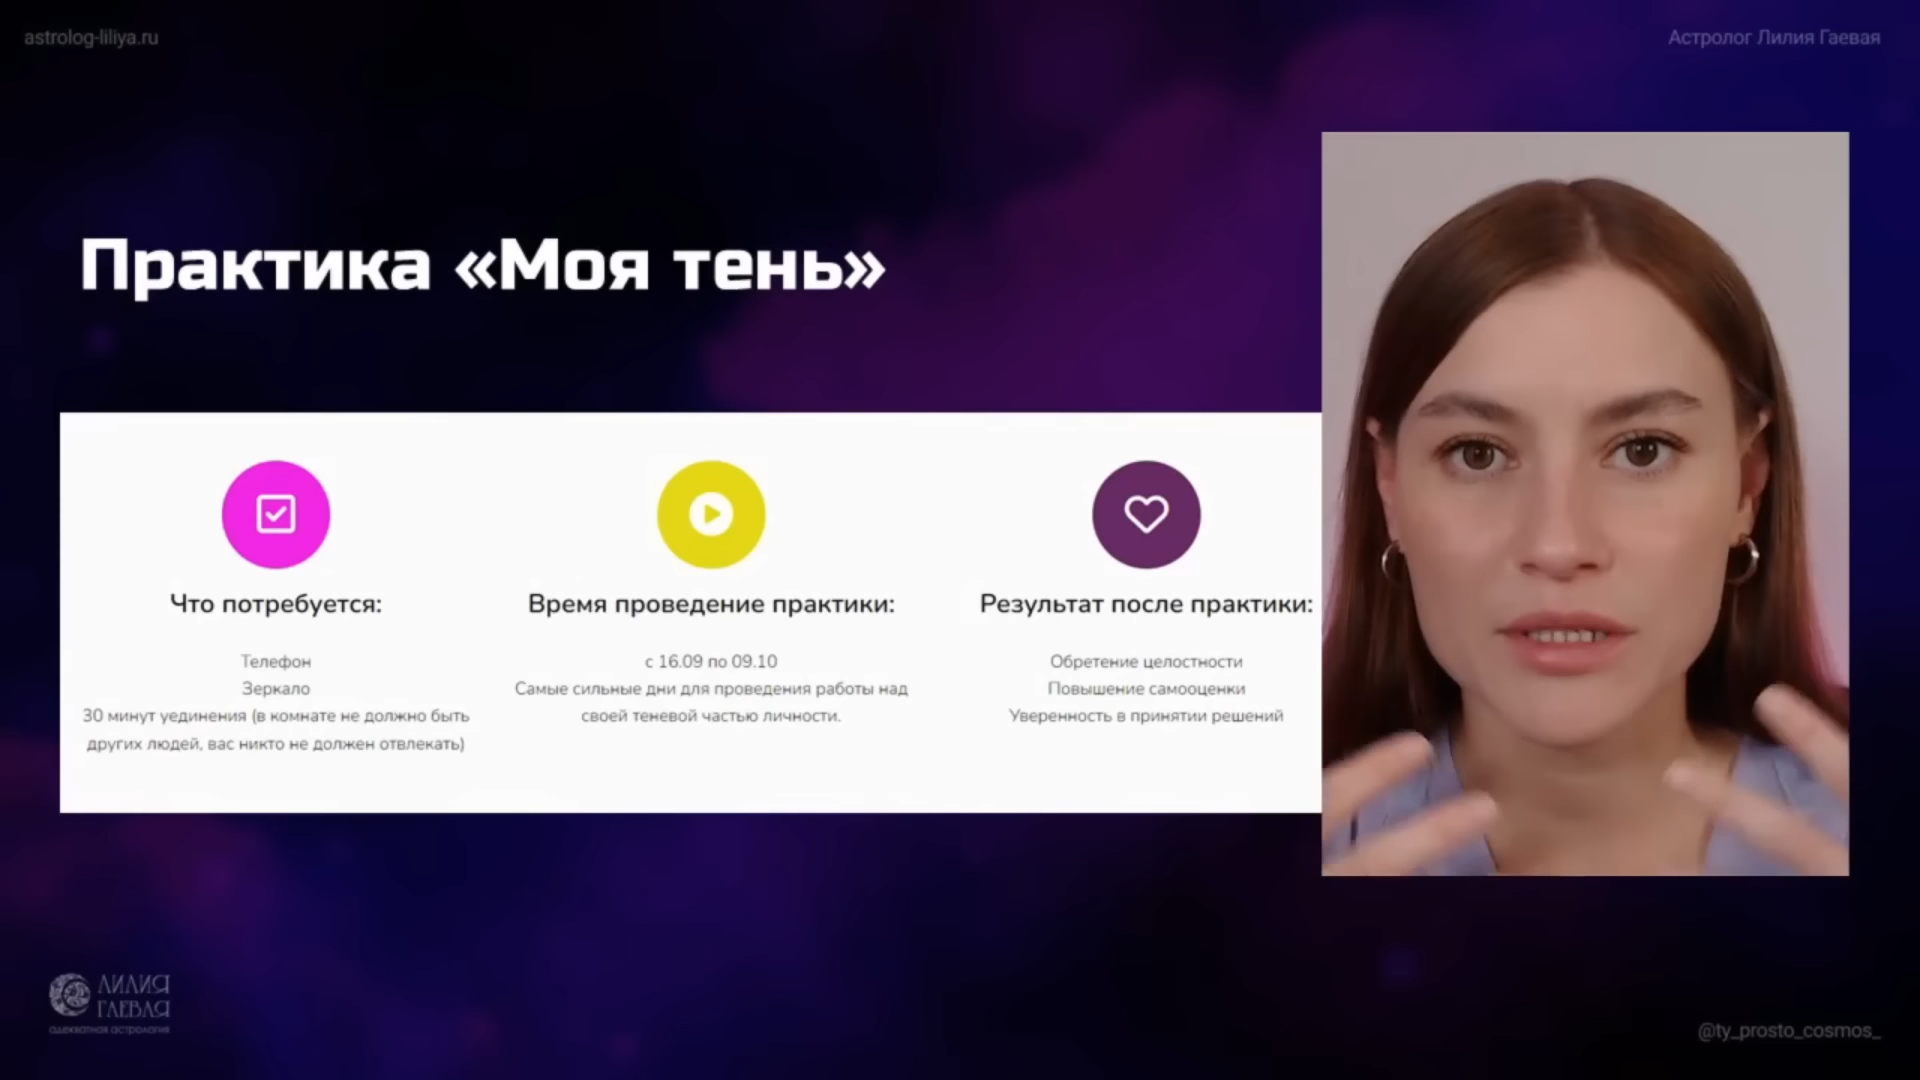 astrolog-liliya.ru
Астролог Лилия Гаевая
Практика «Моя тень»
Что потребуется:
Телефон
Зеркало
30 минут уединения (в комнате не должно быть
других людей, вас никто не должен отвлекать)
Время проведение практики:
с 16.09 по 09.10
Самые сильные дни для проведения работы над
своей теневой частью личности.
Результат после практики:
Обретение целостности
Повышение самооценки
Уверенность в принятии решений
ЛИЛИЯ
ГАЕВАЯ
адекватная астрология
@ty_prosto_cosmos_